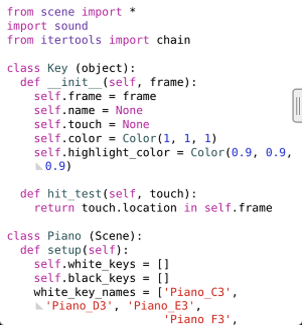 from scene import *
import sound
from itertools import chain

class Key (object):
  def __init__(self, frame):
    self.frame = frame
    self.name = None
    self.touch = None
    self.color = Color(1, 1, 1)
    self.highlight_color = Color(0.9, 0.9,
    0.9)

  def hit_test(self, touch):
    return touch.location in self.frame

class Piano (Scene):
  def setup(self):
    self.white_keys = []
    self.black_keys = []
    white_key_names = ['Piano_C3',
    'Piano_D3', 'Piano_E3',
                       'Piano_F3',